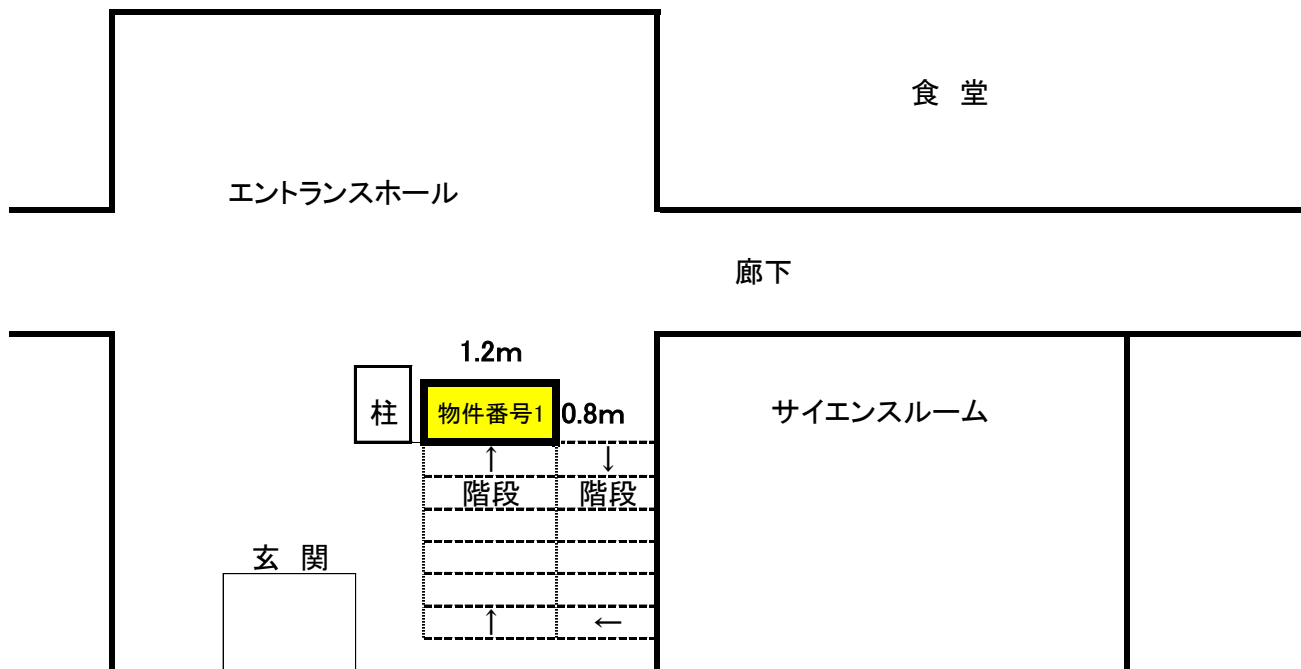 食 堂
エントランスホール
廊下
1.2m
柱
物件番号1
0.8m
サイエンスルーム
↑
↓
階段
階段
玄 関
↑
←